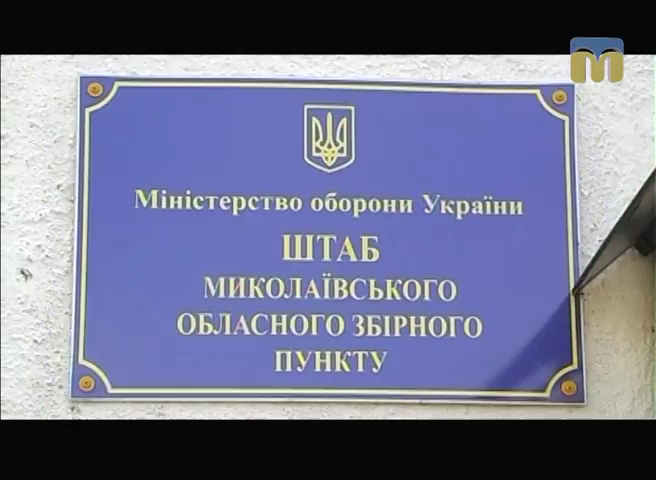 Міністерство оборони України
ШТАБ
МИКОЛАЇВСЬКОГО
ОБЛАСНОГО ЗБІРНОГО
ПУНКТУ